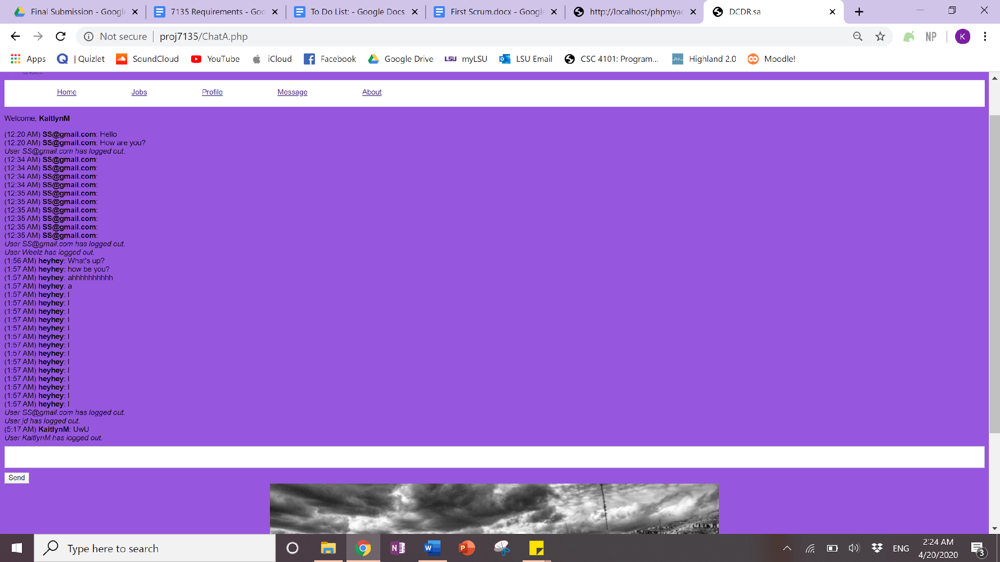 Final Submission - Googl
7135 Requirements - Goo
To Do List: - Google Docs
First Scrum.docx - Googl
http://localhost/phpmyac
DCDR.sa
Not secure
proj7135/ChatA.php
NP
K
Apps
| Quizlet
SoundCloud
YouTube
iCloud
Facebook
Google Drive
LSU myLSU
LSU Email
CSC 4101: Program...
Highland 2.0
Moodle!
Job Platform
Home
Jobs
Profile
Message
About
Welcome, KaitlynM
(12:20 AM) SS@gmail.com: Hello
(12:20 AM) SS@gmail.com: How are you?
User SS@gmail.com has logged out.
(12:34 AM) SS@gmail.com:
(12:34 AM) SS@gmail.com:
(12:34 AM) SS@gmail.com:
(12:34 AM) SS@gmail.com:
(12:35 AM) SS@gmail.com:
(12:35 AM) SS@gmail.com:
(12:35 AM) SS@gmail.com:
(12:35 AM) SS@gmail.com:
(12:35 AM) SS@gmail.com:
(12:35 AM) SS@gmail.com:
User SS@gmail.com has logged out.
User Weelz has logged out.
(1:56 AM) heyhey: What's up?
(1:57 AM) heyhey: how be you?
(1:57 AM) heyhey: ahhhhhhhhhh
(1:57 AM) heyhey: a
(1:57 AM) heyhey: I
(1:57 AM) heyhey: I
(1:57 AM) heyhey: I
(1:57 AM) heyhey: I
(1:57 AM) heyhey: I
(1:57 AM) heyhey: I
(1:57 AM) heyhey: I
(1:57 AM) heyhey: I
(1:57 AM) heyhey: I
(1:57 AM) heyhey: I
(1:57 AM) heyhey: I
(1:57 AM) heyhey: I
(1:57 AM) heyhey: I
(1:57 AM) heyhey: I
User SS@gmail.com has logged out.
User jd has logged out.
(5:17 AM) KaitlynM: UwU
User KaitlynM has logged out.
Send
Type here to search
ENG
2:24 AM
4/20/2020
3